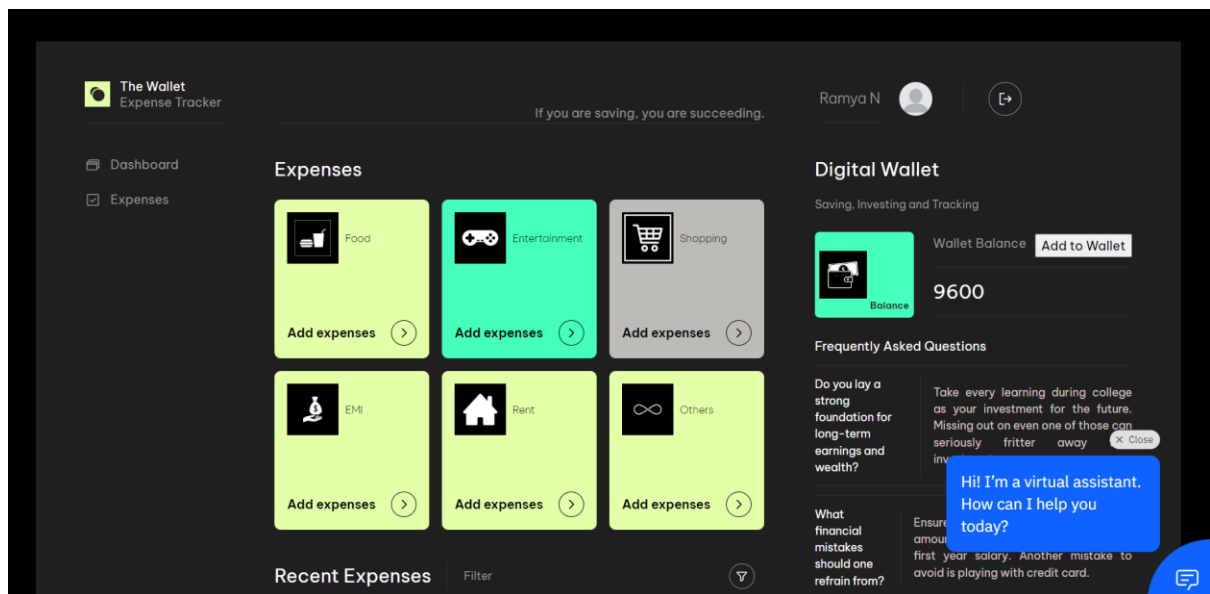 The Wallet
Expense Tracker
If you are saving, you are succeeding.
Ramya N
Dashboard
Expenses
Expenses
Food
Add expenses
Entertainment
Add expenses
Shopping
Add expenses
EMI
Add expenses
Rent
Add expenses
Others
Add expenses
Recent Expenses
Filter
Digital Wallet
Saving, Investing and Tracking
Balance
Wallet Balance
Add to Wallet
9600
Frequently Asked Questions
Do you lay a
strong
foundation for
long-term
earnings and
wealth?
Take every learning during college
as your investment for the future.
Missing out on even one of those can
seriously fritter away
What
financial
mistakes
should one
refrain from?
first year salary. Another mistake to
avoid is playing with credit card.
× Close
Hi! I'm a virtual assistant.
How can I help you
today?